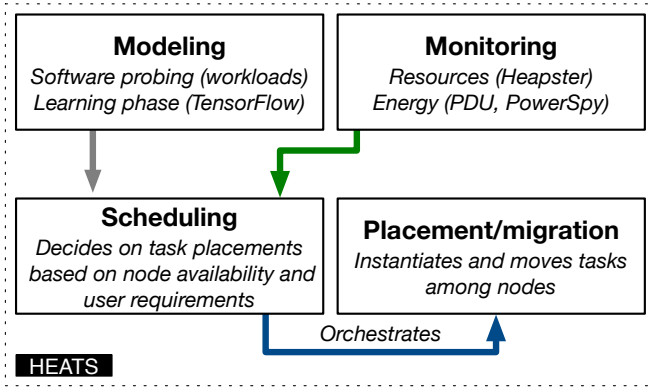 Modeling
Software probing (workloads)
Learning phase (TensorFlow)
Monitoring
Resources (Heapster)
Energy (PDU, PowerSpy)
Scheduling
Decides on task placements
based on node availability and
user requirements
Placement/migration
Instantiates and moves tasks
among nodes
Orchestrates
HEATS